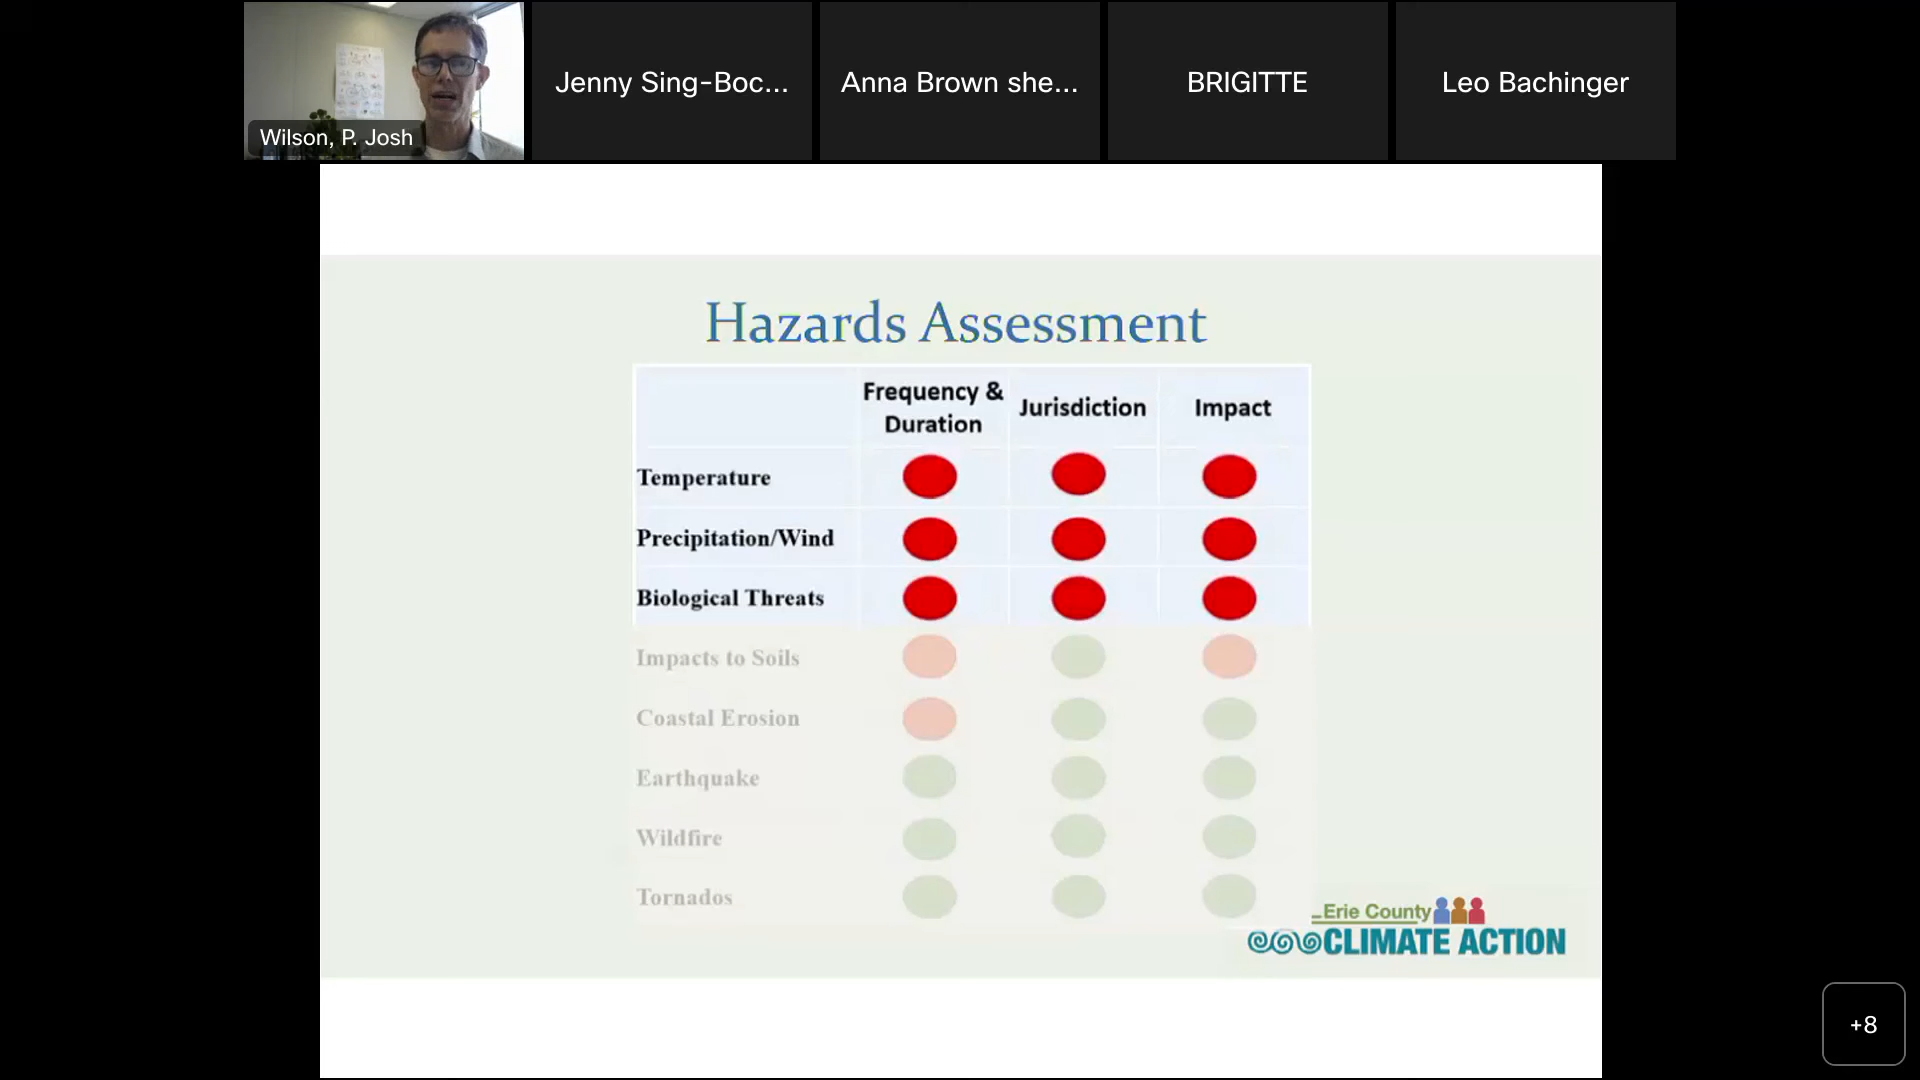 Jenny Sing-Boc...
Anna Brown she...
BRIGITTE
Leo Bachinger
Wilson, P. Josh
Hazards Assessment
Frequency &
Duration
Jurisdiction
Impact
Temperature
Precipitation/Wind
Biological Threats
Impacts to Soils
Coastal Erosion
Earthquake
Wildfire
Tornados
Erie County
CLIMATE ACTION
+8